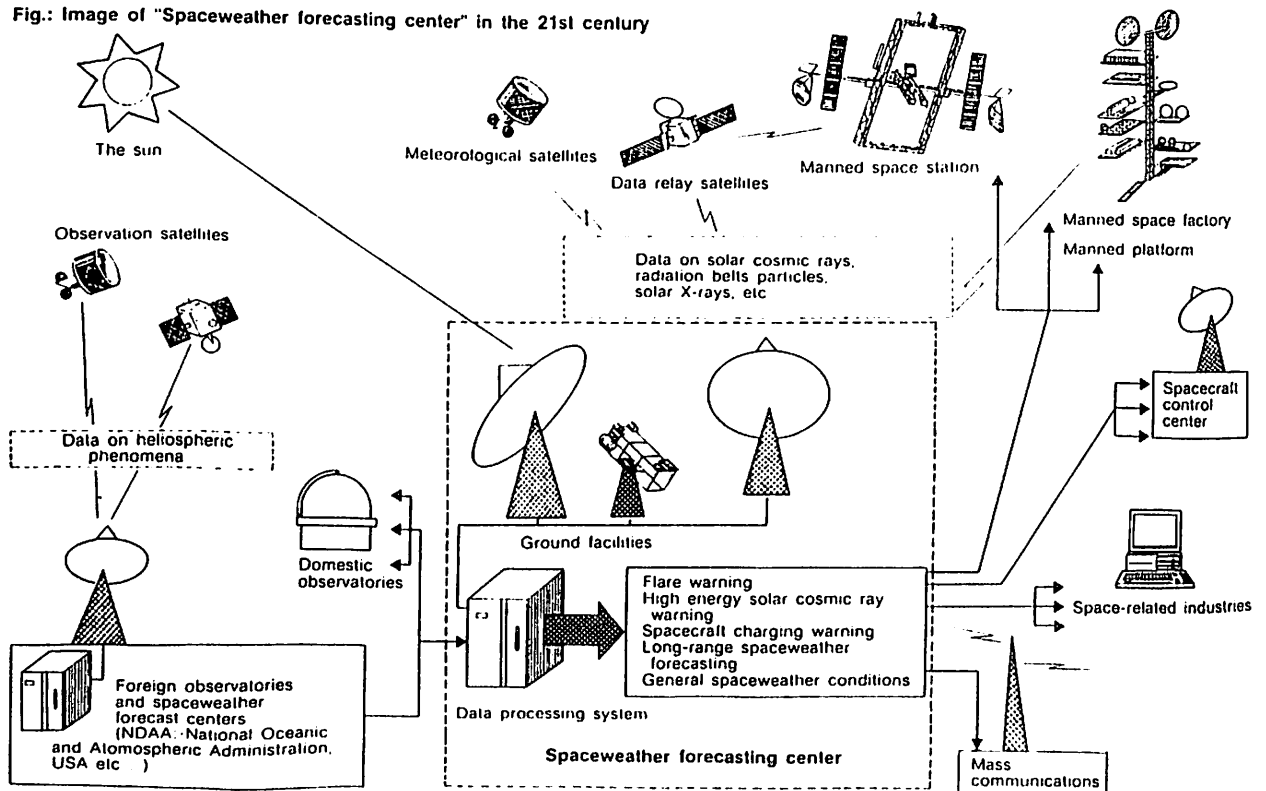 Fig.: Image of "Spaceweather forecasting center" in the 21st century
The sun
Meteorological satellites
Data relay satellites
Manned space station
Manned space factory
Manned platform
Observation satellites
Data on solar cosmic rays,
radiation belts particles,
solar X-rays, etc
Spacecraft
control
center
Data on heliospheric
phenomena
Domestic
observatories
Ground facilities
Flare warning
High energy solar cosmic ray
warning
Spacecraft charging warning
Long-range spaceweather
forecasting
General spaceweather conditions
Space-related industries
Foreign observatories
and spaceweather
forecast centers
(NDAA: National Oceanic
and Atomospheric Administration,
USA etc . )
Data processing system
Spaceweather forecasting center
Mass
communications